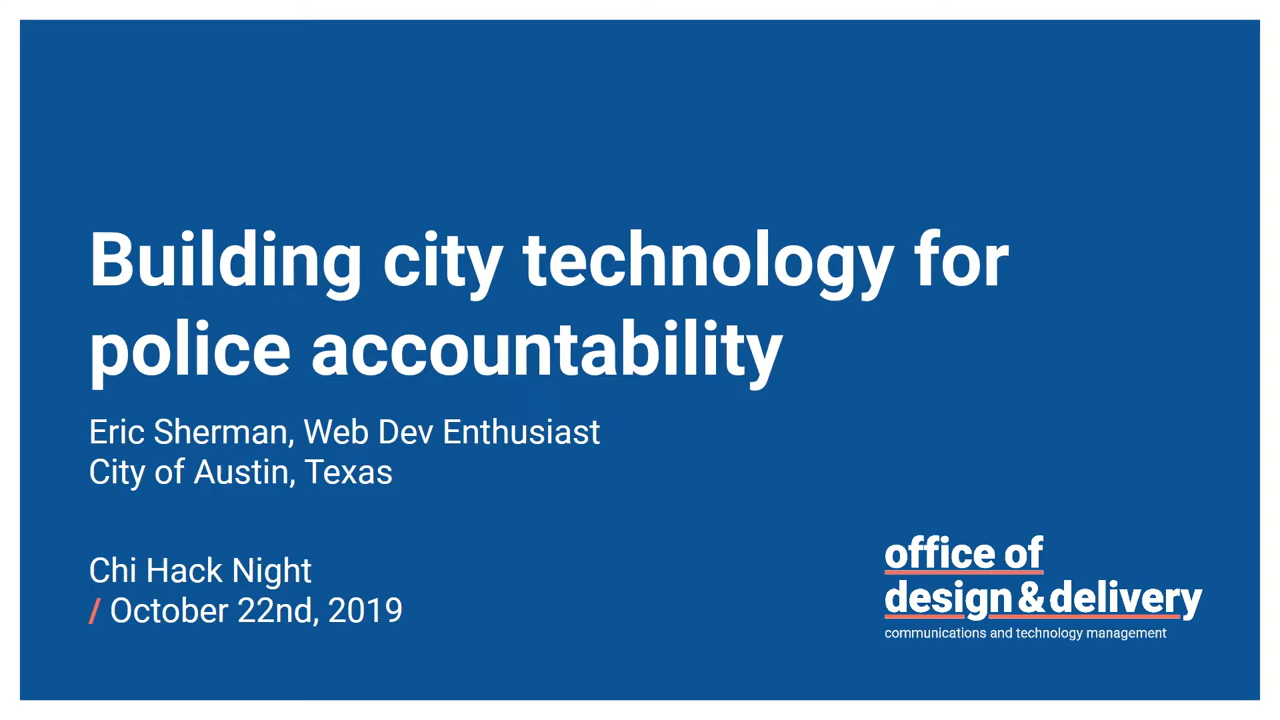 Building city technology for
police accountability
Eric Sherman, Web Dev Enthusiast
City of Austin, Texas
Chi Hack Night
/ October 22nd, 2019
office of
design & delivery
communications and technology management